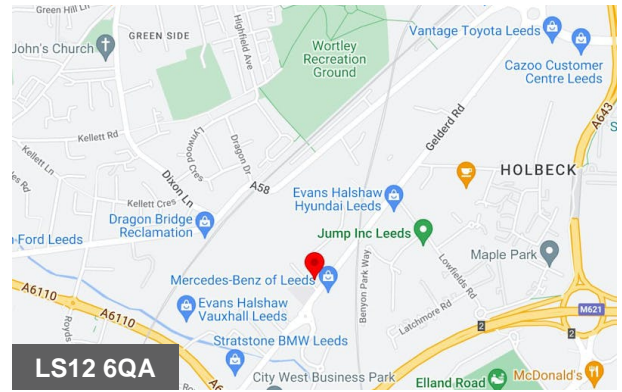 Green Hill Ln
John's Church
GREEN SIDE
Highfield Ave
Wortley
Recreation
Ground
Vantage Toyota Leeds
Cazoo Customer
Centre Leeds
A643
Kellett Rd
Kellett Ln
Lynwood Cres
Dragon Dr
A58
Dixon Ln
Gelderd Rd
HOLBECK
Kellett Cres
Dragon Bridge
Reclamation
Evans Halshaw
Hyundai Leeds
Ford Leeds
Jump Inc Leeds
Maple Park
Mercedes-Benz of Leeds
Benyon Park Way
Lowfields Rd
A6110
A6110
Evans Halshaw
Vauxhall Leeds
Latchmore Rd
M621
2
2
Royds
Stratstone BMW Leeds
LS12 6QA
A6
City West Business Park
Elland Road
McDonald's